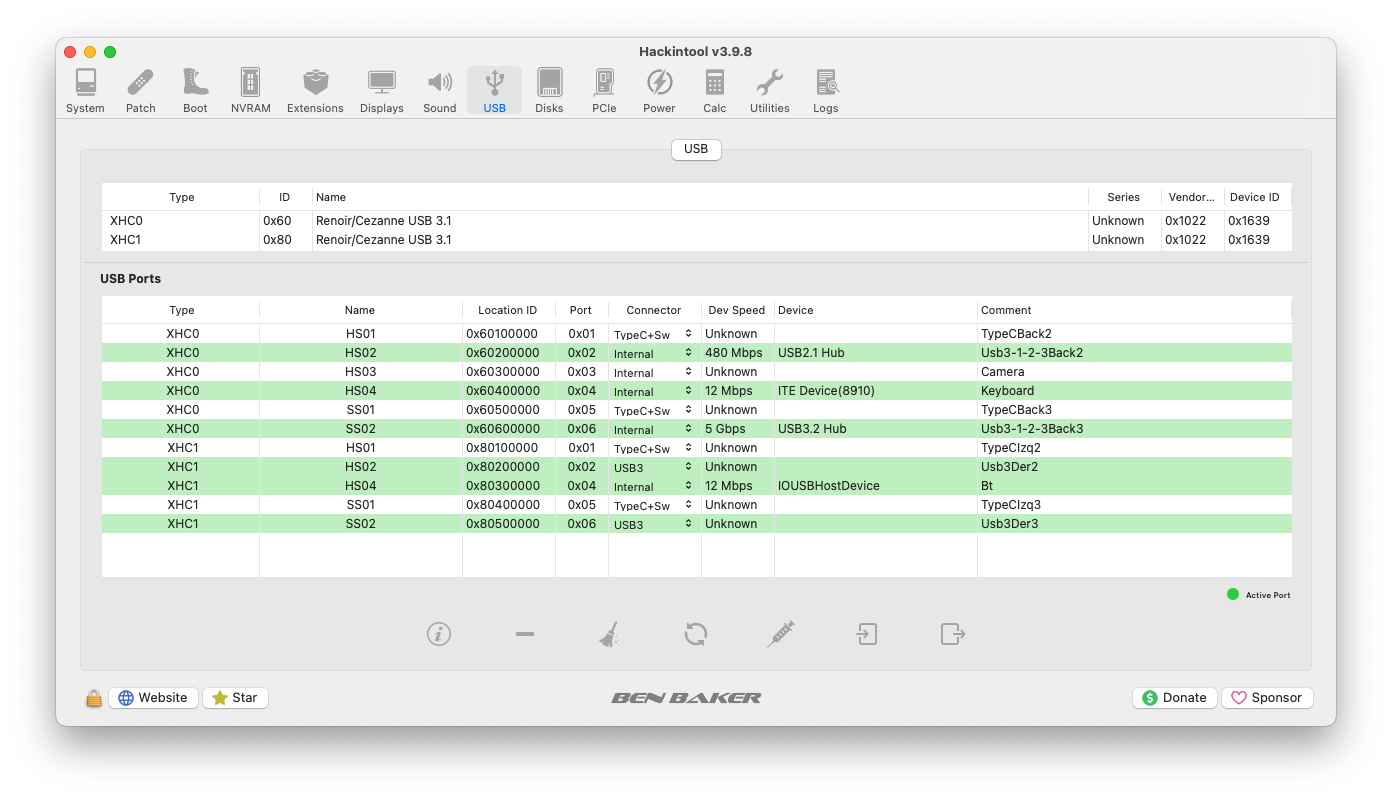 Hackintool v3.9.8
System Patch Boot NVRAM Extensions Displays Sound USB Disks PCIe Power Calc Utilities Logs
USB
Type ID Name Series Vendor... Device ID
XHC0 0x60 Renoir/Cezanne USB 3.1 Unknown 0x1022 0x1639
XHC1 0x80 Renoir/Cezanne USB 3.1 Unknown 0x1022 0x1639
USB Ports
Type Name Location ID Port Connector Dev Speed Device Comment
XHC0 HS01 0x60100000 0x01 TypeC+Sw Unknown TypeCBack2
XHC0 HS02 0x60200000 0x02 Internal 480 Mbps USB2.1 Hub Usb3-1-2-3Back2
XHC0 HS03 0x60300000 0x03 Internal Unknown Camera
XHC0 HS04 0x60400000 0x04 Internal 12 Mbps ITE Device(8910) Keyboard
XHC0 SS01 0x60500000 0x05 TypeC+Sw Unknown TypeCBack3
XHC0 SS02 0x60600000 0x06 Internal 5 Gbps USB3.2 Hub Usb3-1-2-3Back3
XHC1 HS01 0x80100000 0x01 TypeC+Sw Unknown TypeCIzq2
XHC1 HS02 0x80200000 0x02 USB3 Unknown Usb3Der2
XHC1 HS04 0x80300000 0x04 Internal 12 Mbps IOUSBHostDevice Bt
XHC1 SS01 0x80400000 0x05 TypeC+Sw Unknown TypeCIzq3
XHC1 SS02 0x80500000 0x06 USB3 Unknown Usb3Der3
Active Port
Website Star BEN BAKER Donate Sponsor